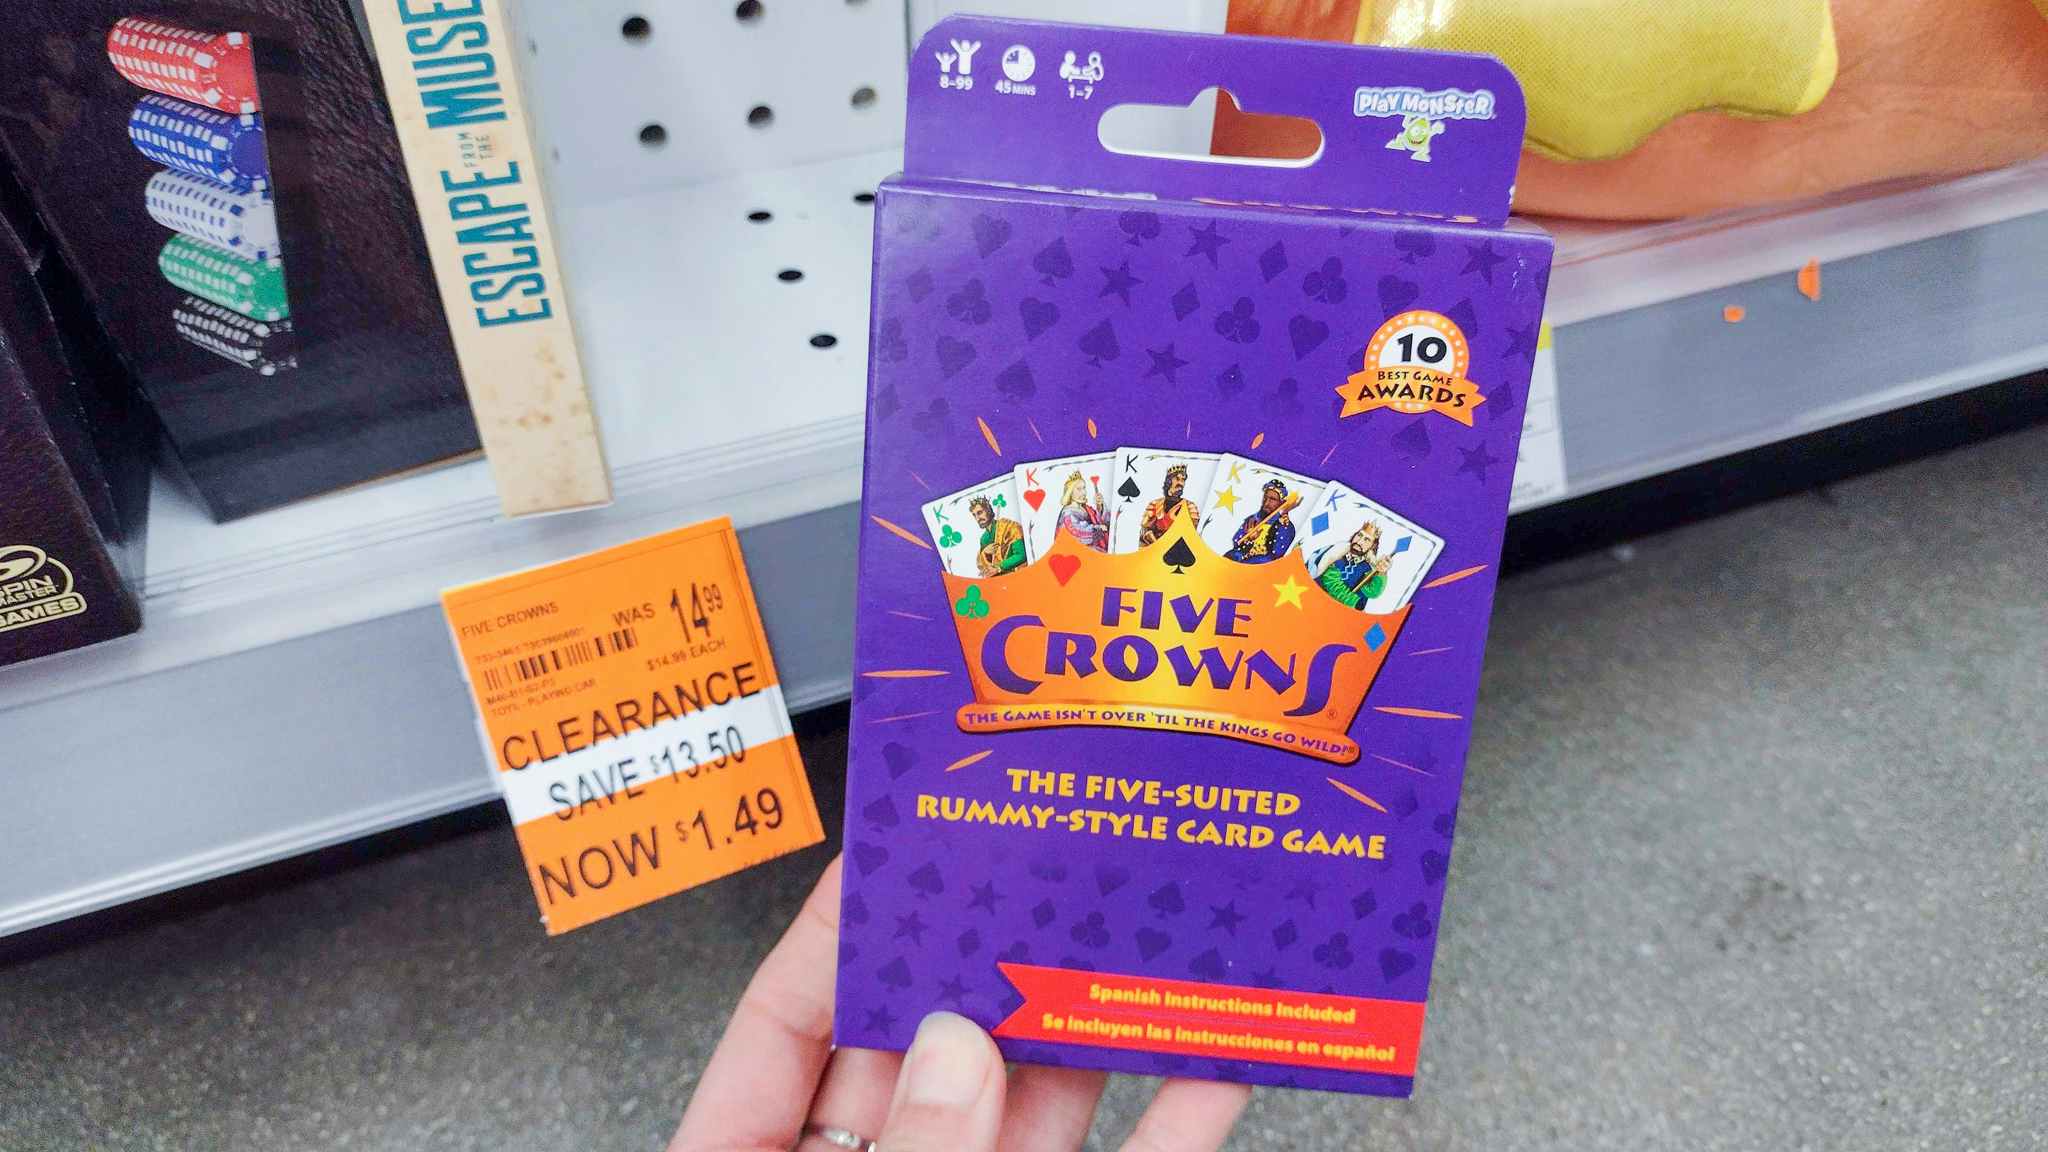 ESCAPE FROM THE MUSE
SPIN
MASTER
GAMES
FIVE CROWNS
WAS 14.99
$14.99 EACH
CLEARANCE
SAVE $13.50
NOW $1.49
8-99
45 MINS
1-7
PLAY MONSTER
10
BEST GAME
AWARDS
K
K
K
K
K
FIVE
CROWNS®
THE GAME ISN'T OVER 'TIL THE KINGS GO WILD!®
THE FIVE-SUITED
RUMMY-STYLE CARD GAME
Spanish Instructions Included
Se incluyen las instrucciones en español